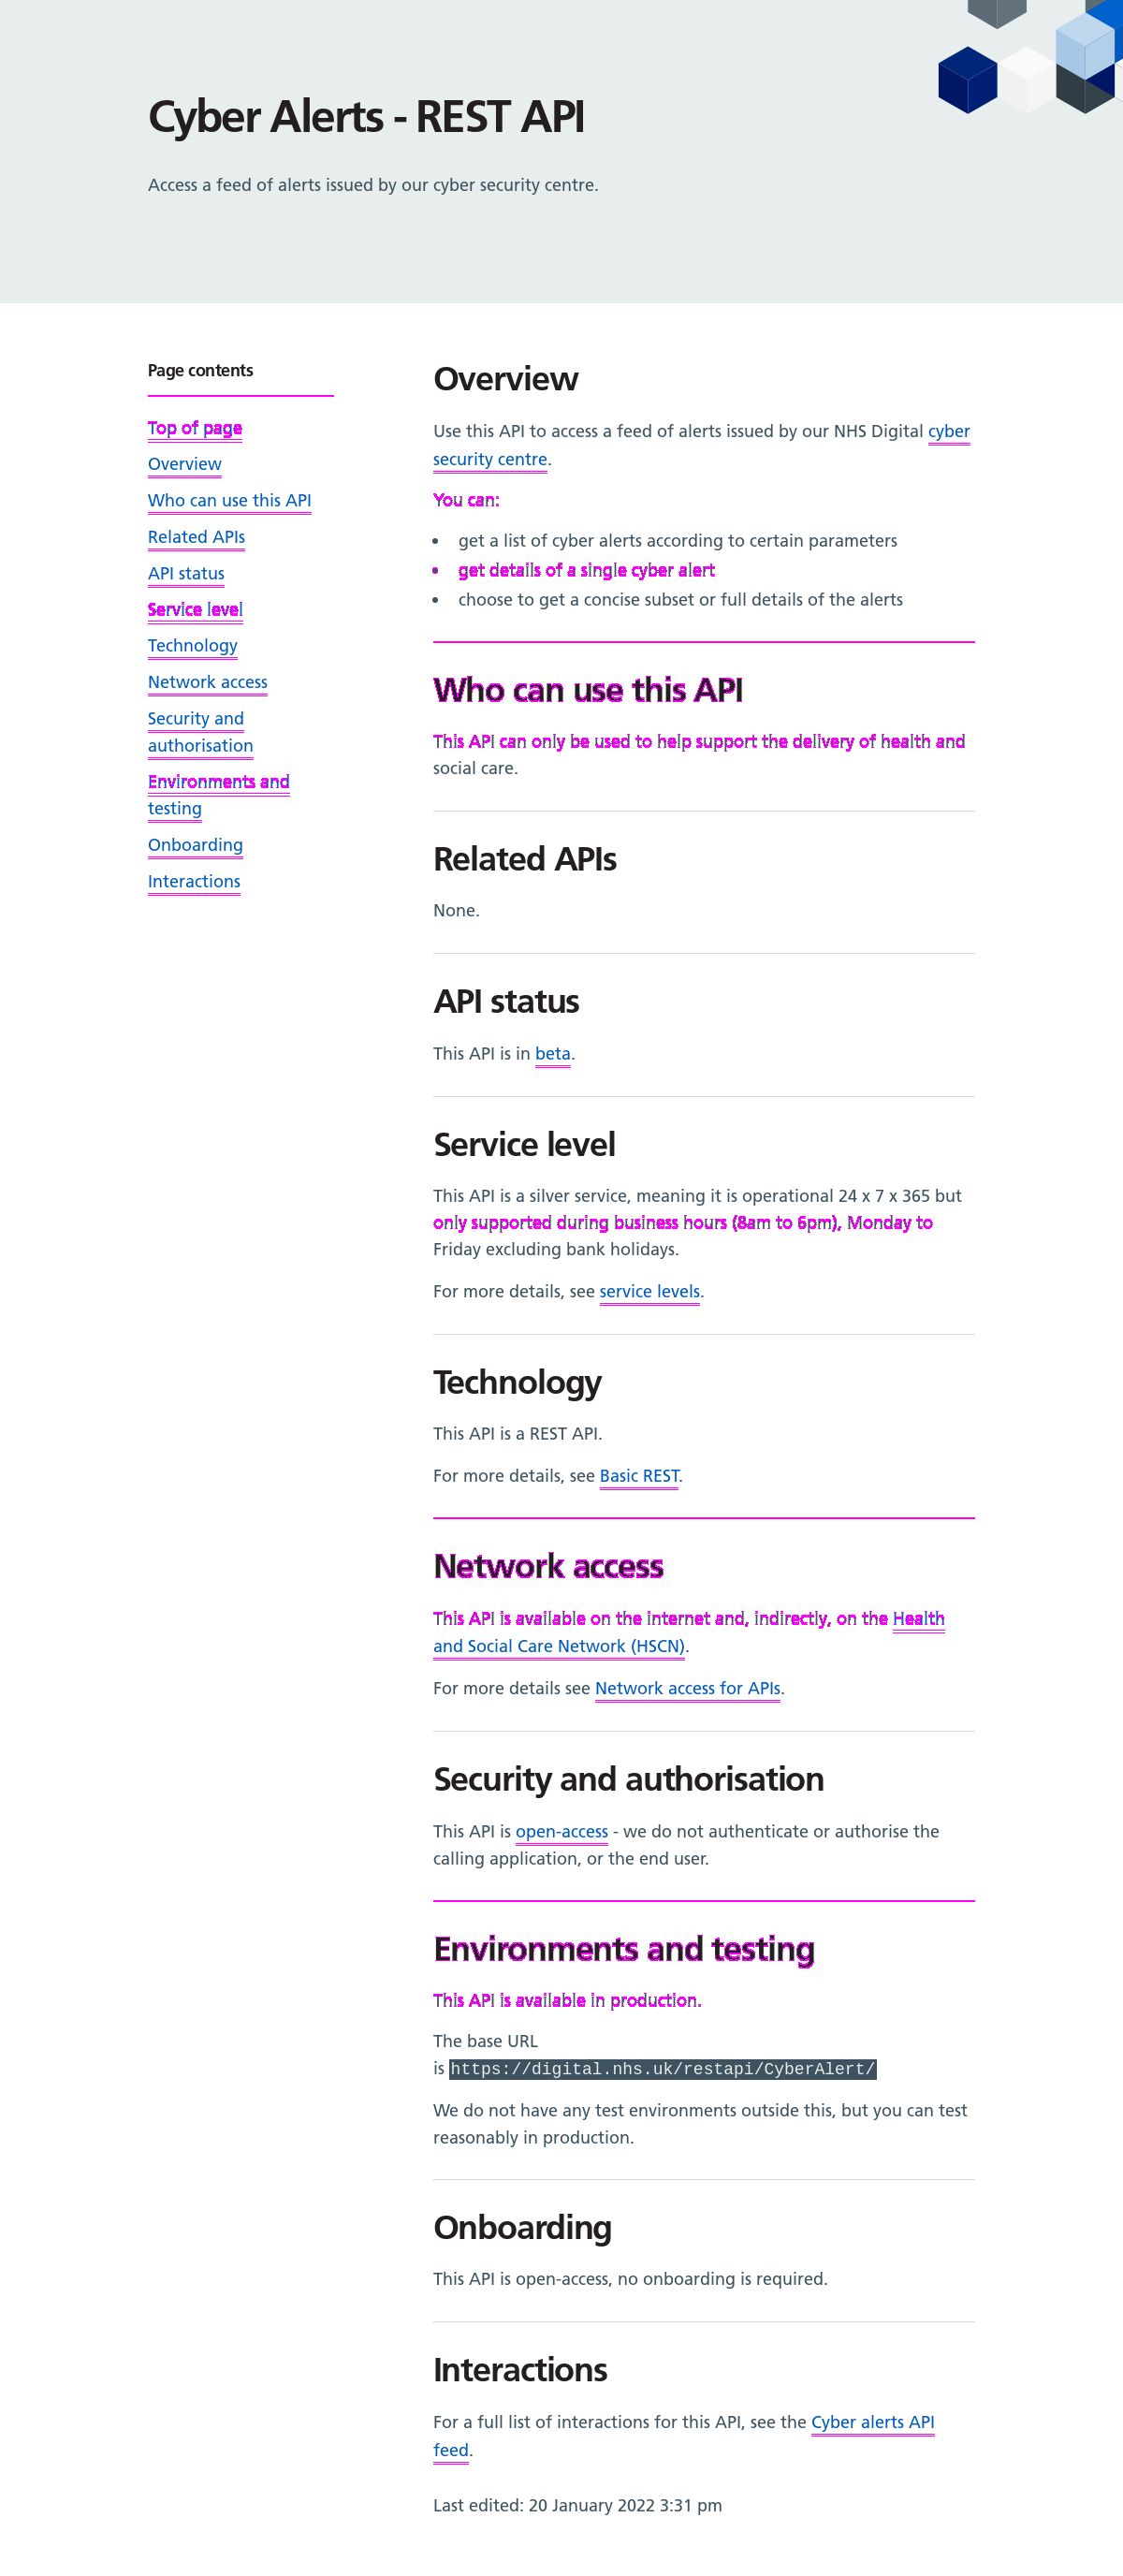 Cyber Alerts - REST API
Access a feed of alerts issued by our cyber security centre.
Page contents
Top of page
Overview
Who can use this API
Related APIs
API status
Service level
Technology
Network access
Security and
authorisation
Environments and
testing
Onboarding
Interactions
Overview
Use this API to access a feed of alerts issued by our NHS Digital cyber
security centre.
You can:
• get a list of cyber alerts according to certain parameters
• get details of a single cyber alert
• choose to get a concise subset or full details of the alerts
Who can use this API
This API can only be used to help support the delivery of health and
social care.
Related APIs
None.
API status
This API is in beta.
Service level
This API is a silver service, meaning it is operational 24 x 7 x 365 but
only supported during business hours (8am to 6pm), Monday to
Friday excluding bank holidays.
For more details, see service levels.
Technology
This API is a REST API.
For more details, see Basic REST.
Network access
This API is available on the internet and, indirectly, on the Health
and Social Care Network (HSCN).
For more details see Network access for APIs.
Security and authorisation
This API is open-access - we do not authenticate or authorise the
calling application, or the end user.
Environments and testing
This API is available in production.
The base URL
is https://digital.nhs.uk/restapi/CyberAlert/
We do not have any test environments outside this, but you can test
reasonably in production.
Onboarding
This API is open-access, no onboarding is required.
Interactions
For a full list of interactions for this API, see the Cyber alerts API
feed.
Last edited: 20 January 2022 3:31 pm